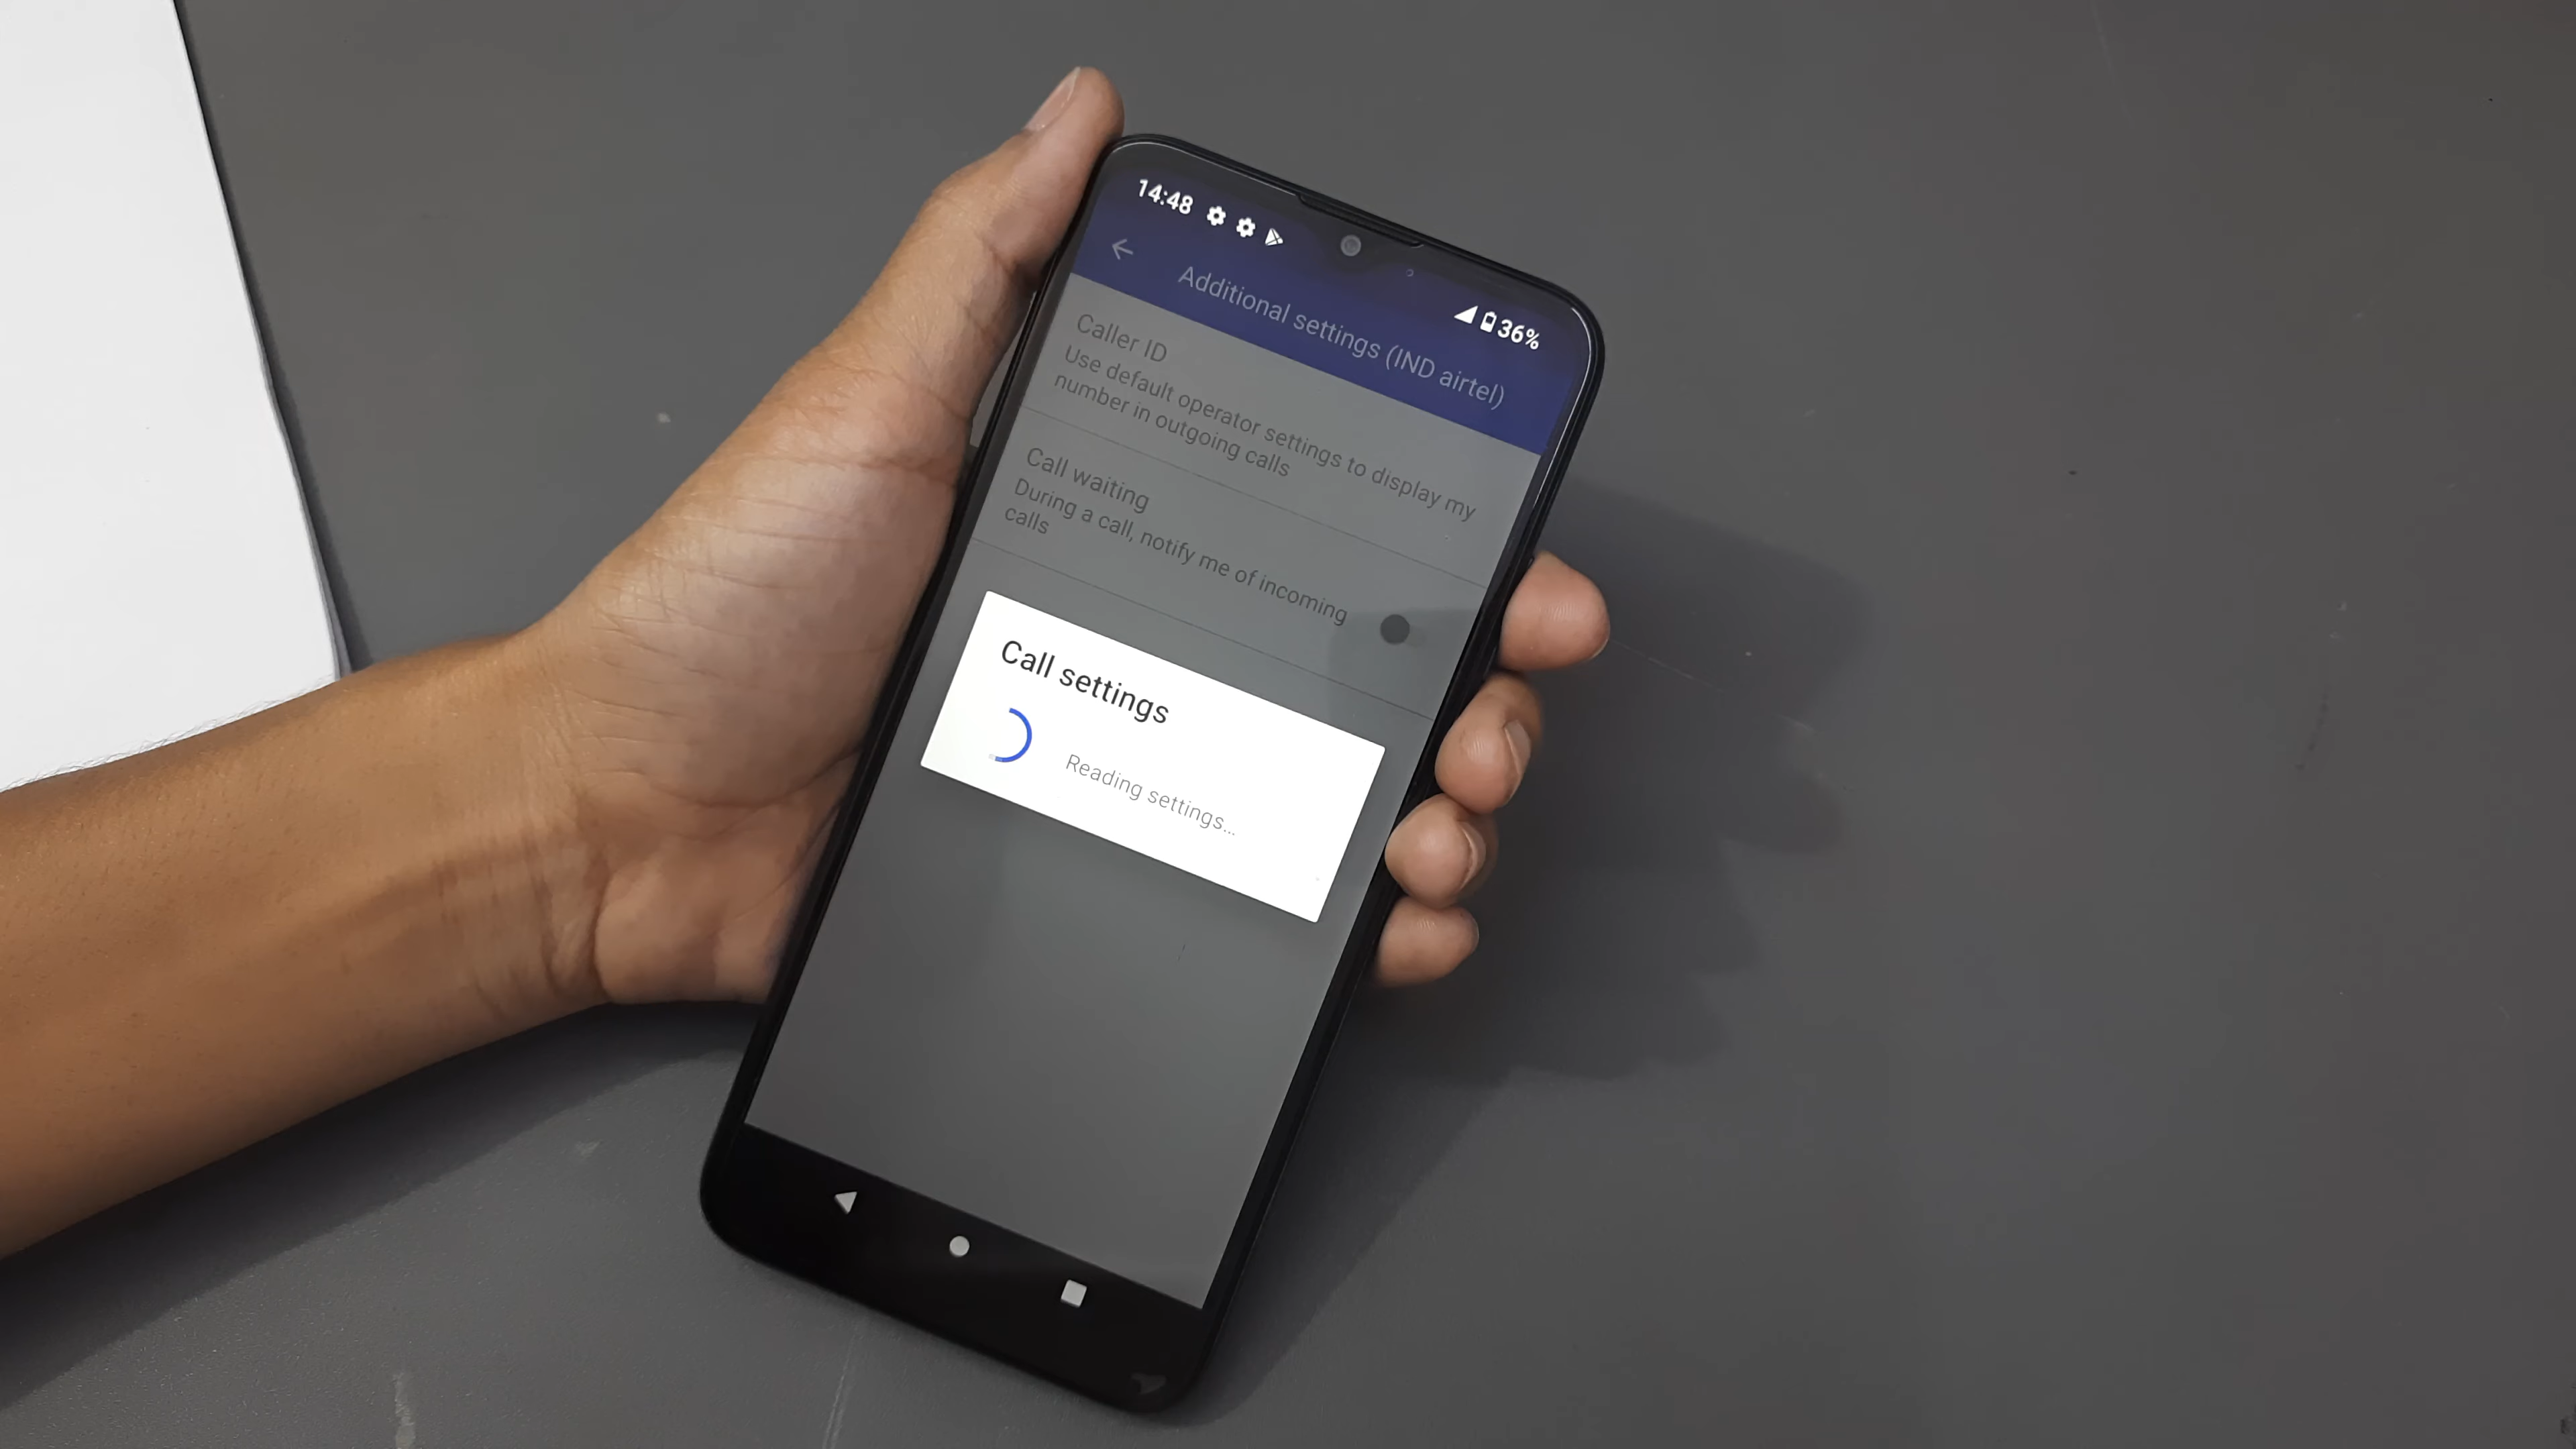 14:48
36%
Additional settings (IND airtel)
Caller ID
Use default operator settings to display my
number in outgoing calls
Call waiting
During a call, notify me of incoming
calls
Call settings
Reading settings...